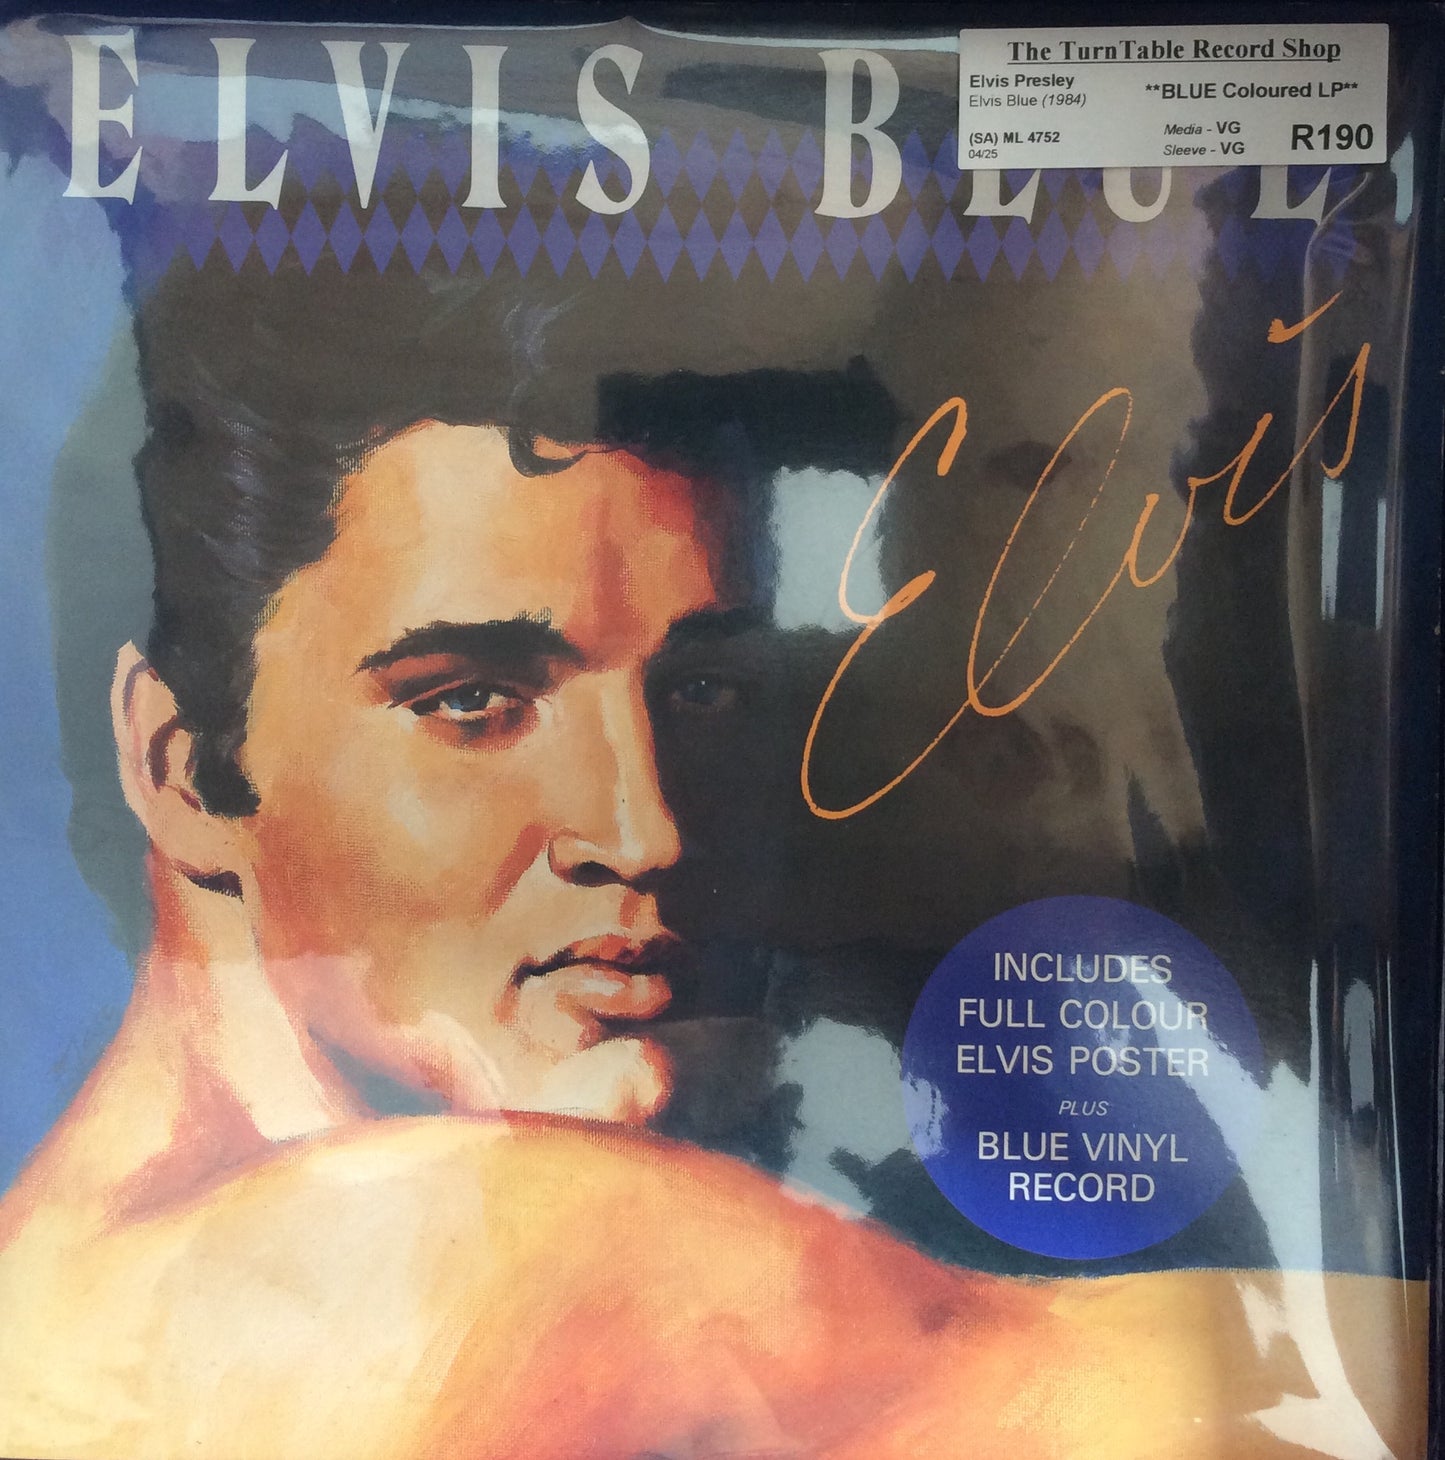 ELVIS BLUE
The TurnTable Record Shop
Elvis Presley
Elvis Blue (1984)
**BLUE Coloured LP**
(SA) ML 4752
04/25
Media - VG
Sleeve - VG
R190
Elvis
INCLUDES
FULL COLOUR
ELVIS POSTER
PLUS
BLUE VINYL
RECORD